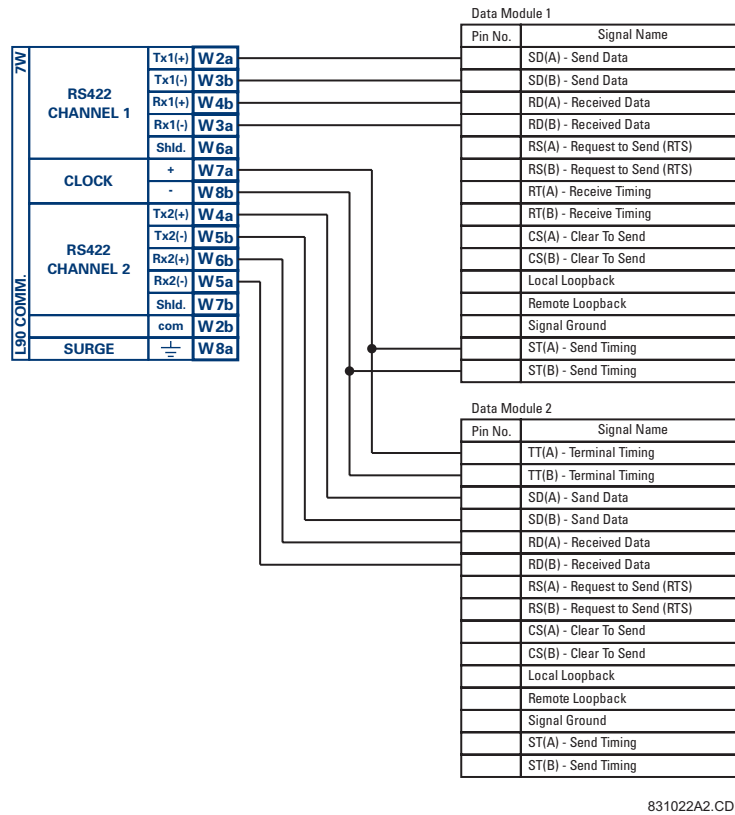 Data Module 1
Pin No. Signal Name
7W
L90 COMM.
RS422
CHANNEL 1
Tx1(+) W2a
Tx1(-) W3b
Rx1(+) W4b
Rx1(-) W3a
Shld. W6a
CLOCK
+ W7a
- W8b
RS422
CHANNEL 2
Tx2(+) W4a
Tx2(-) W5b
Rx2(+) W6b
Rx2(-) W5a
Shld. W7b
com W2b
SURGE W8a
SD(A) - Send Data
SD(B) - Send Data
RD(A) - Received Data
RD(B) - Received Data
RS(A) - Request to Send (RTS)
RS(B) - Request to Send (RTS)
RT(A) - Receive Timing
RT(B) - Receive Timing
CS(A) - Clear To Send
CS(B) - Clear To Send
Local Loopback
Remote Loopback
Signal Ground
ST(A) - Send Timing
ST(B) - Send Timing
Data Module 2
Pin No. Signal Name
TT(A) - Terminal Timing
TT(B) - Terminal Timing
SD(A) - Sand Data
SD(B) - Sand Data
RD(A) - Received Data
RD(B) - Received Data
RS(A) - Request to Send (RTS)
RS(B) - Request to Send (RTS)
CS(A) - Clear To Send
CS(B) - Clear To Send
Local Loopback
Remote Loopback
Signal Ground
ST(A) - Send Timing
ST(B) - Send Timing
831022A2.CD